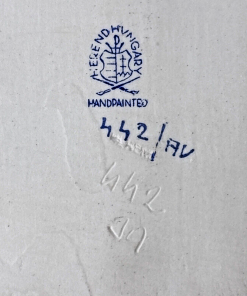 HEREND HUNGARY
HANDPAINTED
442/AV
442